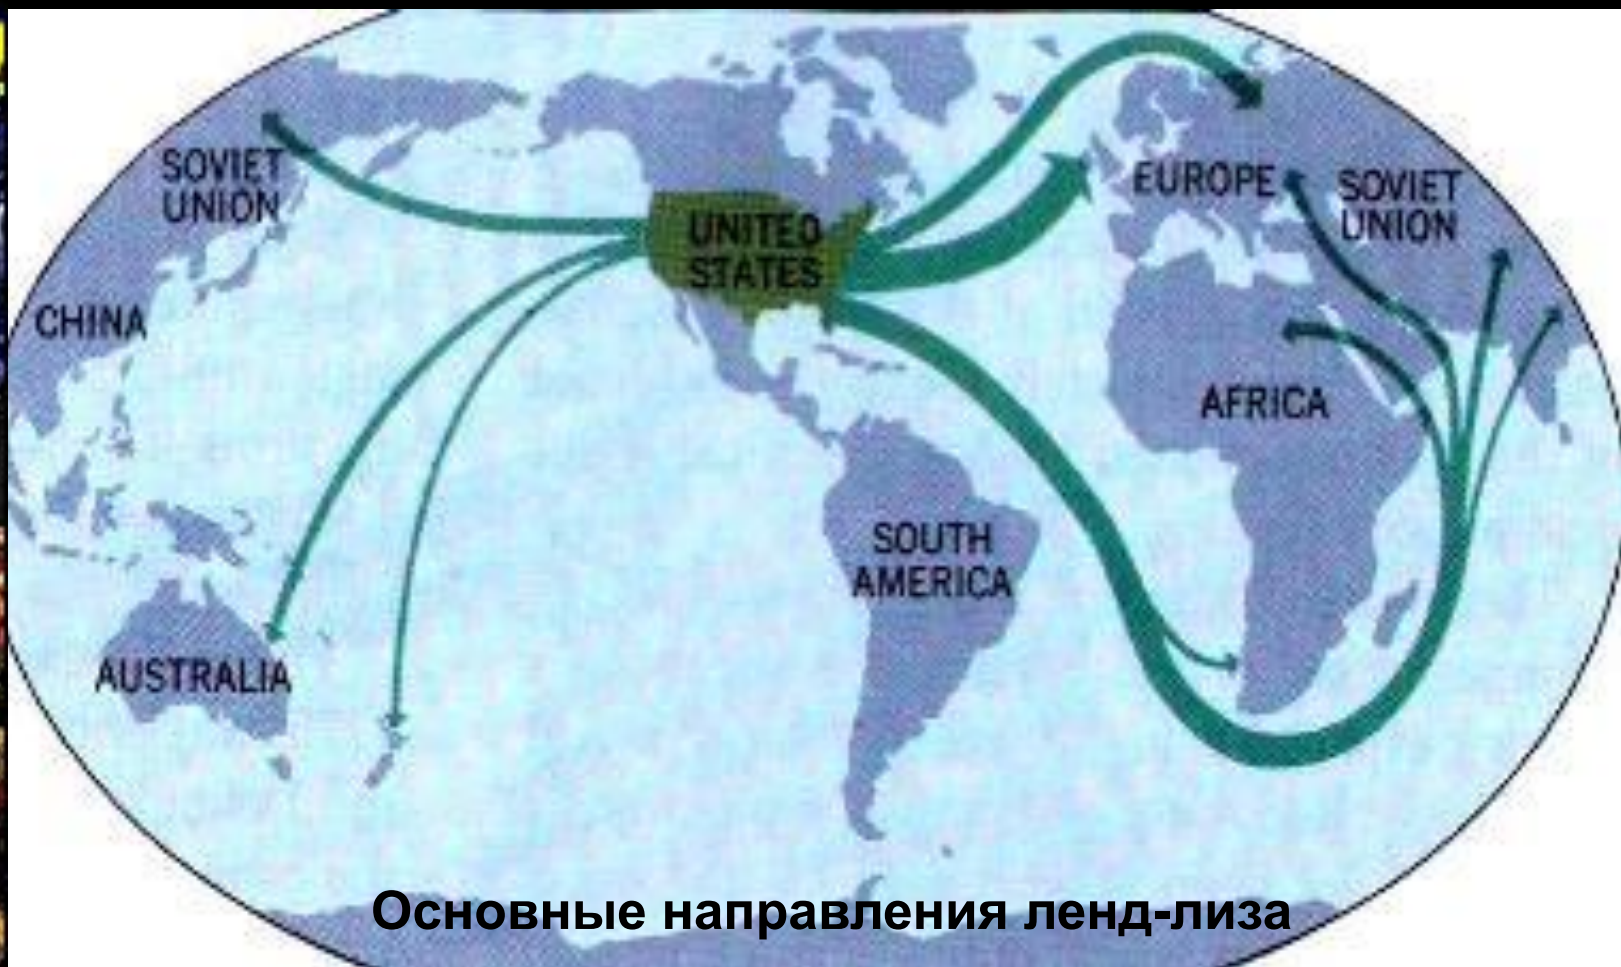 SOVIET
UNION
CHINA
AUSTRALIA
UNITED
STATES
SOUTH
AMERICA
EUROPE
SOVIET
UNION
AFRICA
Основные направления ленд-лиза